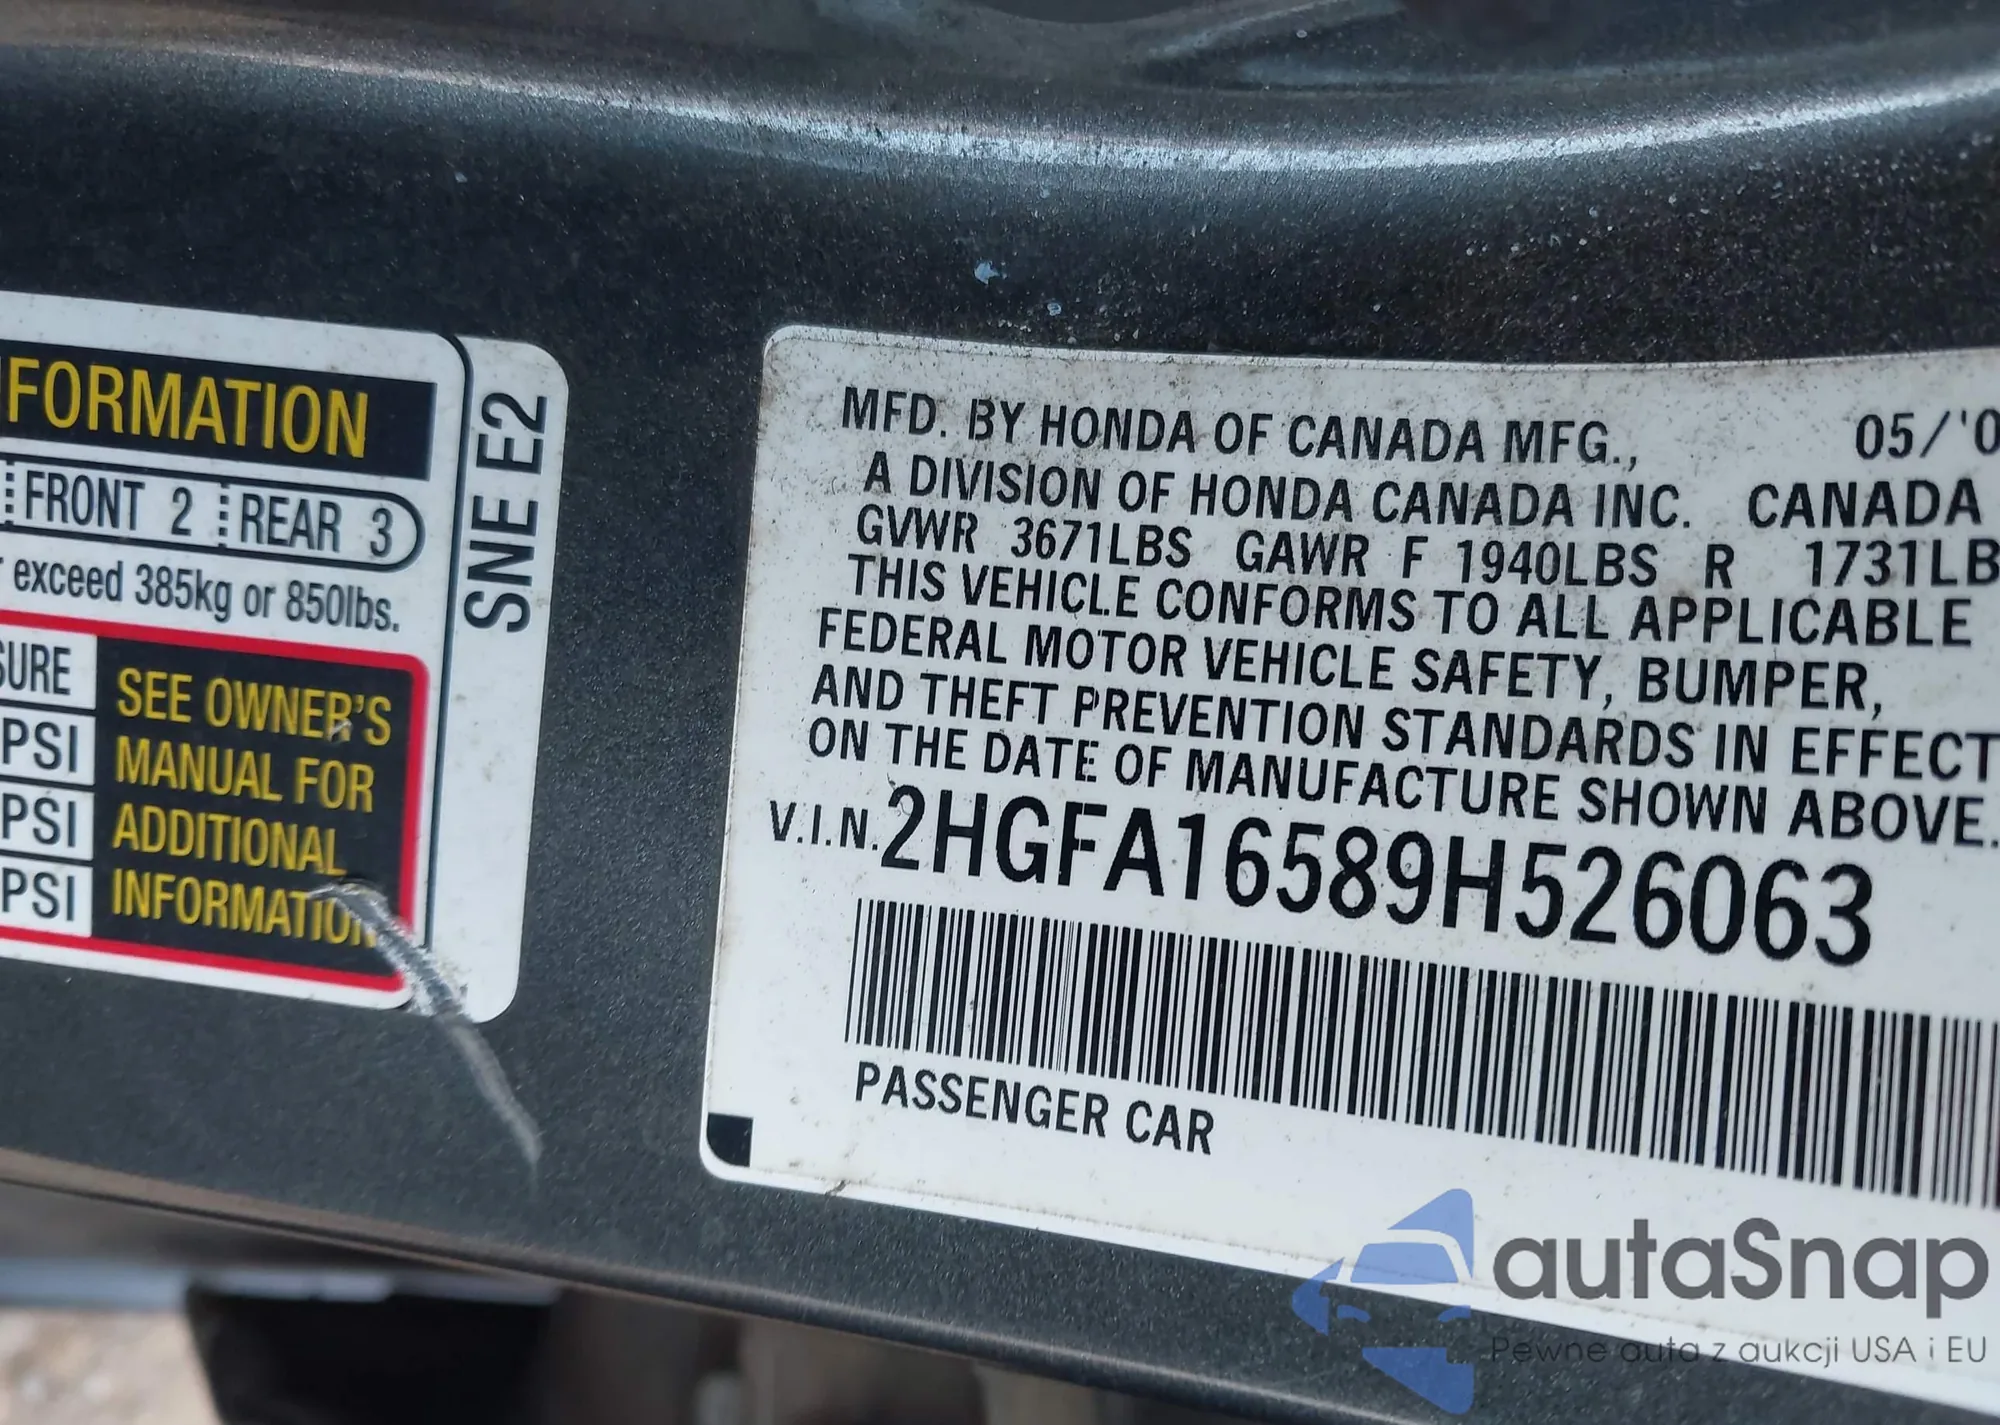 NFORMATION
FRONT 2 REAR 3
exceed 385kg or 850lbs.
SURE
PSI
PSI
PSI
SEE OWNER'S
MANUAL FOR
ADDITIONAL
INFORMATION
SNE E2
MFD. BY HONDA OF CANADA MFG., 05/'0
A DIVISION OF HONDA CANADA INC. CANADA
GVWR 3671LBS GAWR F 1940LBS R 1731LB
THIS VEHICLE CONFORMS TO ALL APPLICABLE
FEDERAL MOTOR VEHICLE SAFETY, BUMPER,
AND THEFT PREVENTION STANDARDS IN EFFECT
ON THE DATE OF MANUFACTURE SHOWN ABOVE.
V.I.N. 2HGFA16589H526063
PASSENGER CAR
autaSnap
Pewne auta z aukcji USA i EU